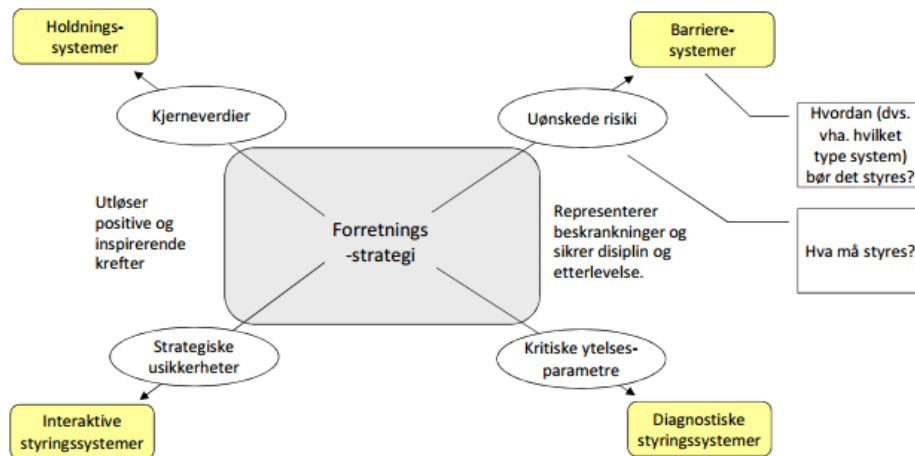 Holdnings-
systemer
Barriere-
systemer
Kjerneverdier
Uønskede risiki
Hvordan (dvs.
vha. hvilket
type system)
bør det styres?
Utløser
positive og
inspirerende
krefter
Forretnings
-strategi
Representerer
beskrankninger og
sikrer disiplin og
etterlevelse.
Hva må styres?
Strategiske
usikkerheter
Kritiske ytelses-
parametre
Interaktive
styringssystemer
Diagnostiske
styringssystemer